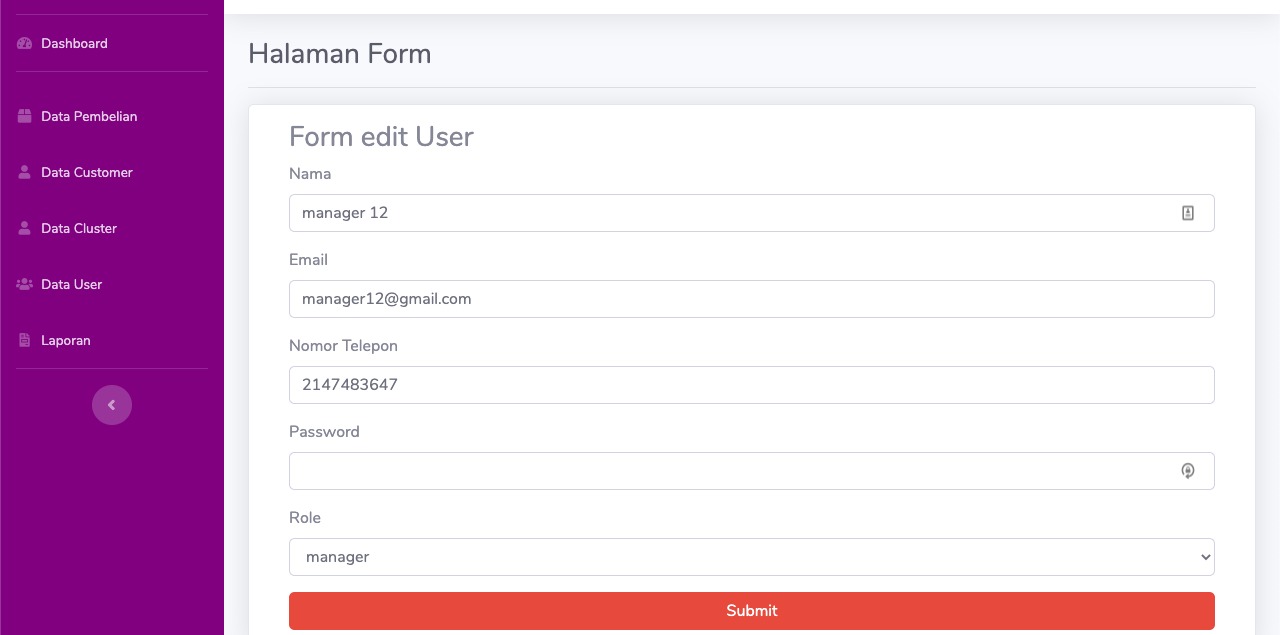 Dashboard
Data Pembelian
Data Customer
Data Cluster
Data User
Laporan
Halaman Form
Form edit User
Nama
manager 12
Email
manager12@gmail.com
Nomor Telepon
2147483647
Password
Role
manager
Submit